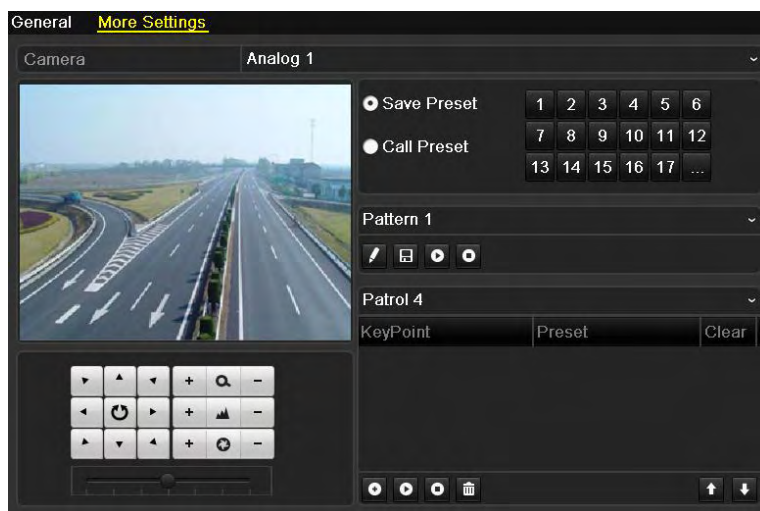 General More Settings
Camera Analog 1
Save Preset 1 2 3 4 5 6
Call Preset 7 8 9 10 11 12
13 14 15 16 17 ...
Pattern 1
Patrol 4
KeyPoint Preset Clear
+ -
+ -
+ -